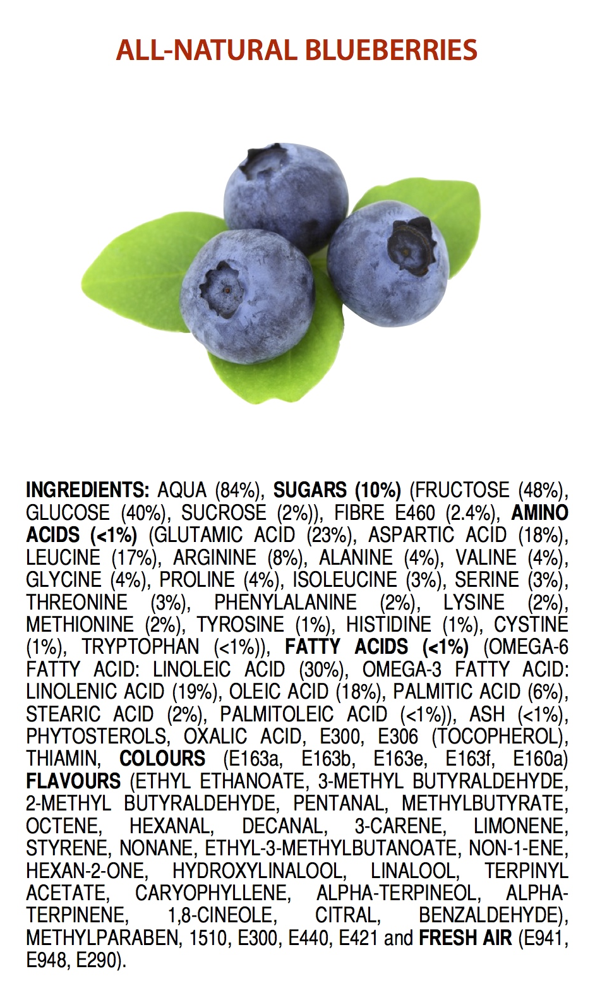 ALL-NATURAL BLUEBERRIES
INGREDIENTS: AQUA (84%), SUGARS (10%) (FRUCTOSE (48%),
GLUCOSE (40%), SUCROSE (2%)), FIBRE E460 (2.4%), AMINO
ACIDS (<1%) (GLUTAMIC ACID (23%), ASPARTIC ACID (18%),
LEUCINE (17%), ARGININE (8%), ALANINE (4%), VALINE (4%),
GLYCINE (4%), PROLINE (4%), ISOLEUCINE (3%), SERINE (3%),
THREONINE (3%), PHENYLALANINE (2%), LYSINE (2%),
METHIONINE (2%), TYROSINE (1%), HISTIDINE (1%), CYSTINE
(1%), TRYPTOPHAN (<1%)), FATTY ACIDS (<1%) (OMEGA-6
FATTY ACID: LINOLEIC ACID (30%), OMEGA-3 FATTY ACID:
LINOLENIC ACID (19%), OLEIC ACID (18%), PALMITIC ACID (6%),
STEARIC ACID (2%), PALMITOLEIC ACID (<1%)), ASH (<1%),
PHYTOSTEROLS, OXALIC ACID, E300, E306 (TOCOPHEROL),
THIAMIN, COLOURS (E163a, E163b, E163e, E163f, E160a)
FLAVOURS (ETHYL ETHANOATE, 3-METHYL BUTYRALDEHYDE,
2-METHYL BUTYRALDEHYDE, PENTANAL, METHYLBUTYRATE,
OCTENE, HEXANAL, DECANAL, 3-CARENE, LIMONENE,
STYRENE, NONANE, ETHYL-3-METHYLBUTANOATE, NON-1-ENE,
HEXAN-2-ONE, HYDROXYLINALOOL, LINALOOL, TERPINYL
ACETATE, CARYOPHYLLENE, ALPHA-TERPINEOL, ALPHA-
TERPINENE, 1,8-CINEOLE, CITRAL, BENZALDEHYDE),
METHYLPARABEN, 1510, E300, E440, E421 and FRESH AIR (E941,
E948, E290).